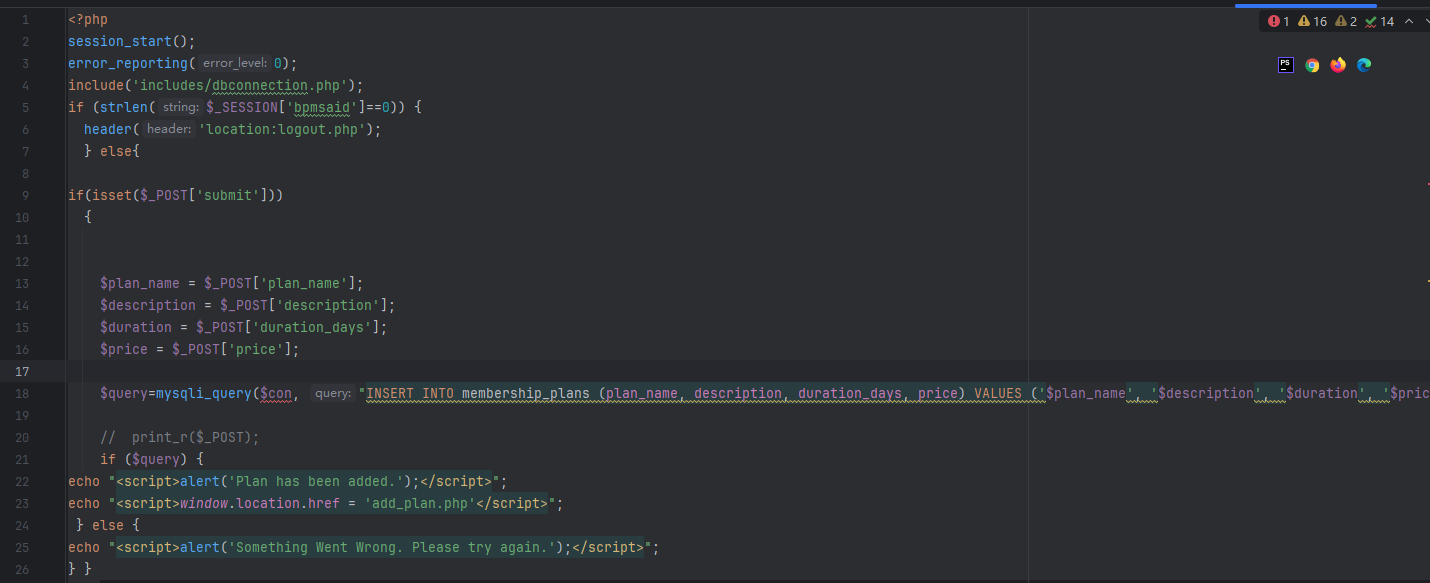 1 16 2 14
PS
1 <?php
2 session_start();
3 error_reporting( error_level: 0);
4 include('includes/dbconnection.php');
5 if (strlen( string: $_SESSION['bpmsaid']==0)) {
6 header( header: 'location:logout.php');
7 } else{
8
9 if(isset($_POST['submit']))
10 {
11
12
13 $plan_name = $_POST['plan_name'];
14 $description = $_POST['description'];
15 $duration = $_POST['duration_days'];
16 $price = $_POST['price'];
17
18 $query=mysqli_query($con, query: "INSERT INTO membership_plans (plan_name, description, duration_days, price) VALUES ('$plan_name', '$description', '$duration', '$pric
19
20 // print_r($_POST);
21 if ($query) {
22 echo "<script>alert('Plan has been added.');</script>";
23 echo "<script>window.location.href = 'add_plan.php'</script>";
24 } else {
25 echo "<script>alert('Something Went Wrong. Please try again.');</script>";
26 } }